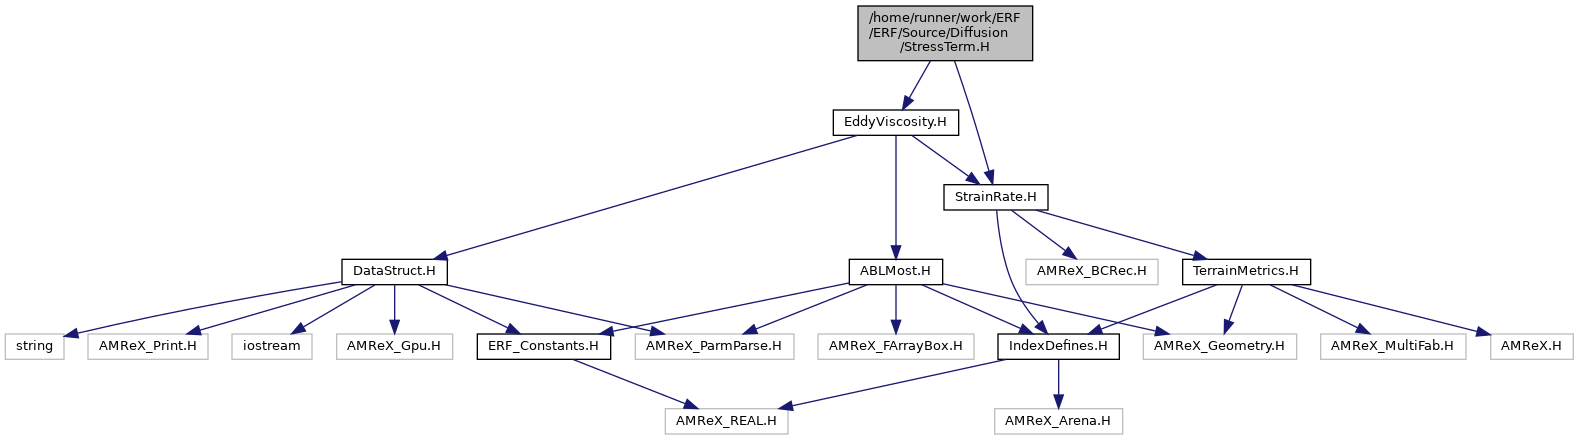 /home/runner/work/ERF
/ERF/Source/Diffusion
/StressTerm.H
EddyViscosity.H
StrainRate.H
DataStruct.H
ABLMost.H
AMReX_BCRec.H
TerrainMetrics.H
string
AMReX_Print.H
iostream
AMReX_Gpu.H
ERF_Constants.H
AMReX_ParmParse.H
AMReX_FArrayBox.H
IndexDefines.H
AMReX_Geometry.H
AMReX_MultiFab.H
AMReX.H
AMReX_REAL.H
AMReX_Arena.H